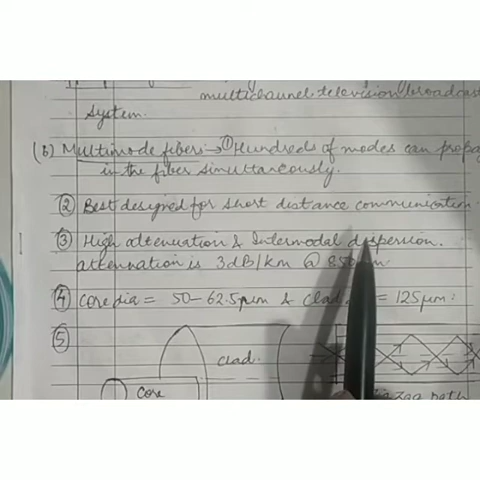 multichannel television broadcast
system.
(b) Multimode fibers → ① Hundreds of modes can propa
in the fiber simultaneously.
② Best designed for short distance communication.
③ High attenuation & Intermodal dispersion.
attenuation is 3dB/km @ 850
④ Core dia = 50-62.5μm & Clad = 125μm.
⑤
Clad.
Core
path